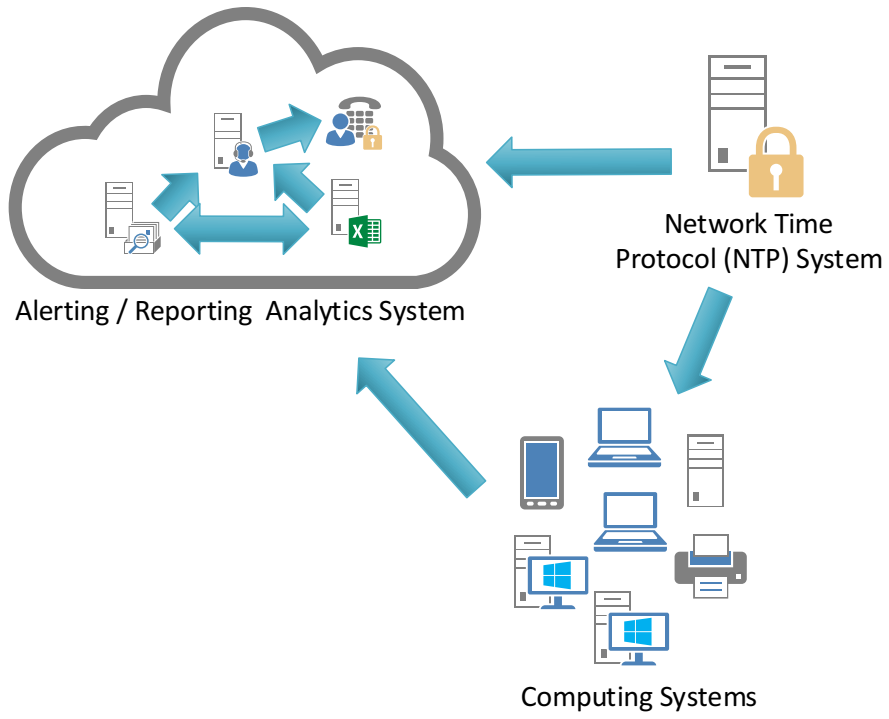 Network Time
Protocol (NTP) System
Alerting / Reporting  Analytics System
X
Computing Systems